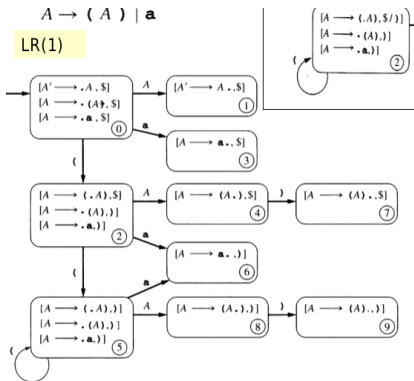 A → ( A ) | a
LR(1)
[A → (.A),$/)]
[A → .(A),)]
[A → .a,)]
②
(
[A' → .A,$]
[A → .(A),$]
[A → .a,$]
⓪
A
[A' → A.,$]
①
a
[A → a.,$]
③
(
[A → (.A),$]
[A → .(A),)]
[A → .a,)]
②
A
[A → (A.),$]
④
)
[A → (A).,$]
⑦
a
[A → a.,)]
⑥
(
a
[A → (.A),)]
[A → .(A),)]
[A → .a,)]
⑤
(
A
[A → (A.),)]
⑧
)
[A → (A).,)]
⑨